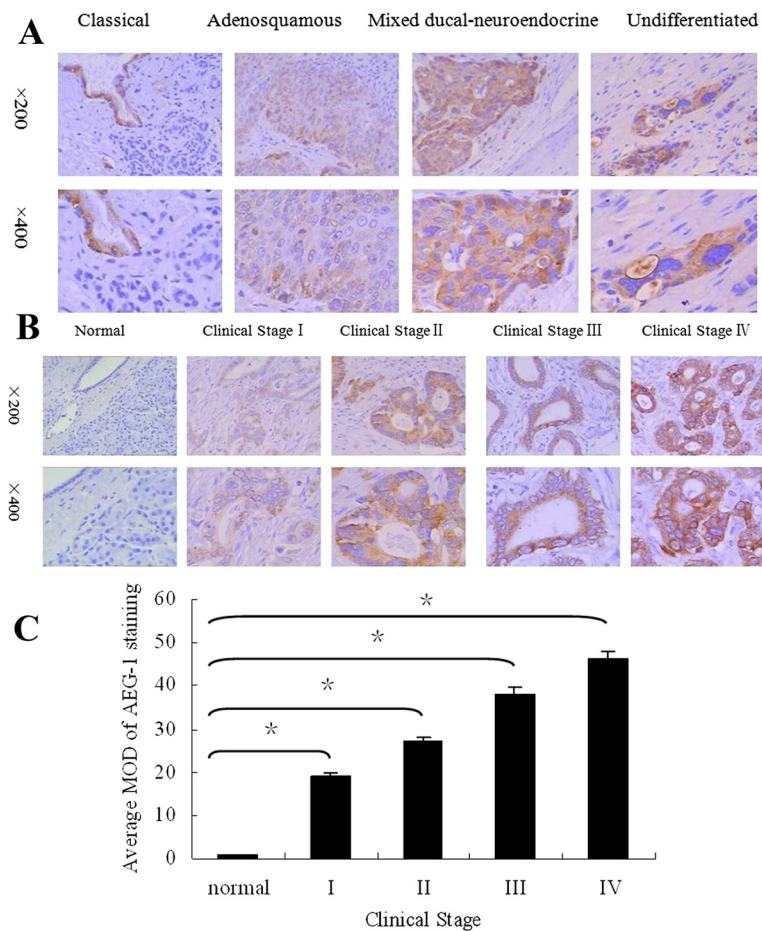 A
Classical Adenosquamous Mixed ducal-neuroendocrine Undifferentiated
×200
×400
B
Normal Clinical Stage Ⅰ Clinical Stage Ⅱ Clinical Stage Ⅲ Clinical Stage Ⅳ
×200
×400
C
Average MOD of AEG-1 staining
60
50
40
30
20
10
0
*
*
*
*
normal I II III IV
Clinical Stage